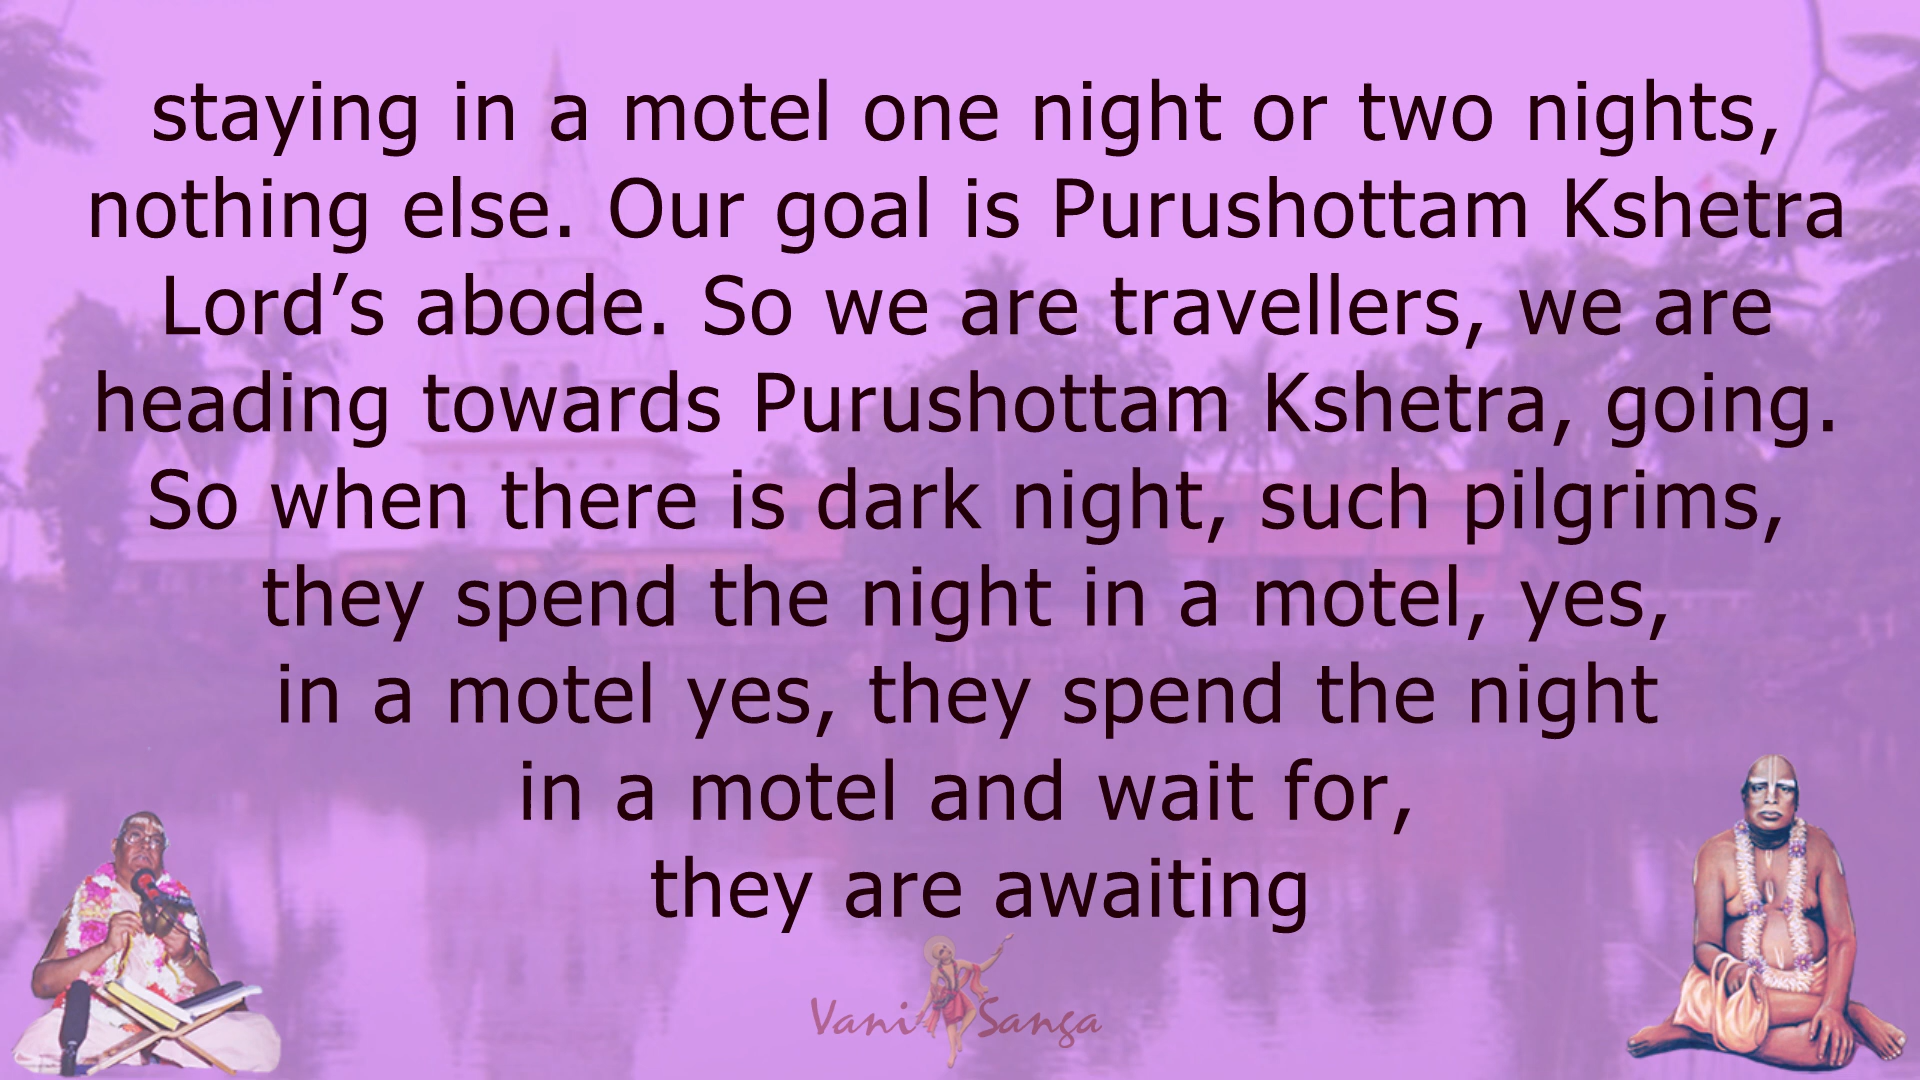 staying in a motel one night or two nights,
nothing else. Our goal is Purushottam Kshetra
Lord’s abode. So we are travellers, we are
heading towards Purushottam Kshetra, going.
So when there is dark night, such pilgrims,
they spend the night in a motel, yes,
in a motel yes, they spend the night
in a motel and wait for,
they are awaiting
Vani Sanga